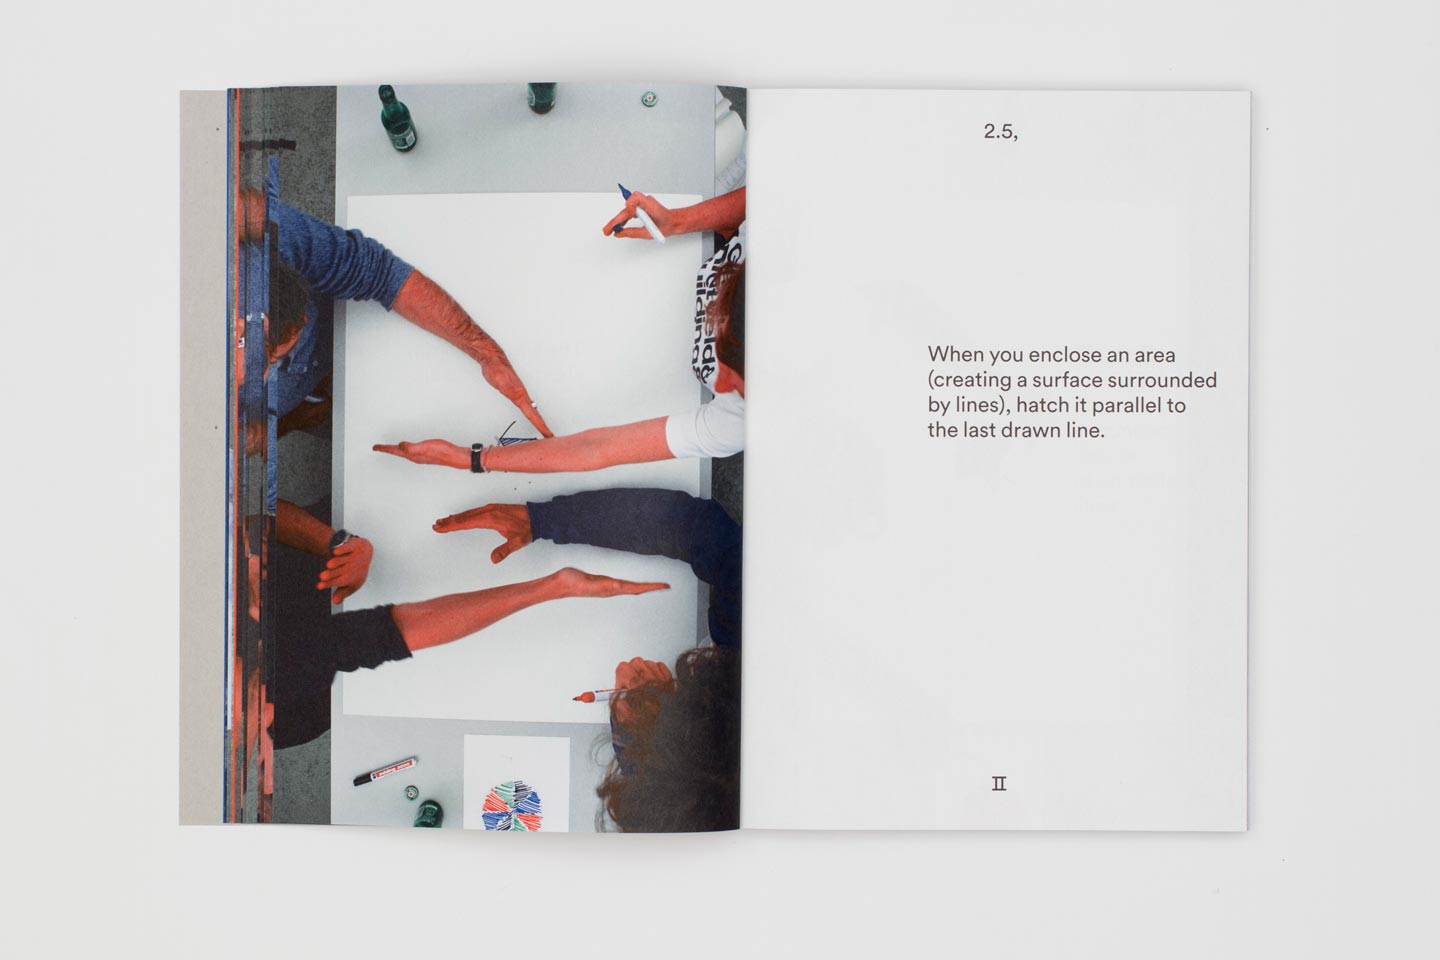 2.5,
When you enclose an area
(creating a surface surrounded
by lines), hatch it parallel to
the last drawn line.
II